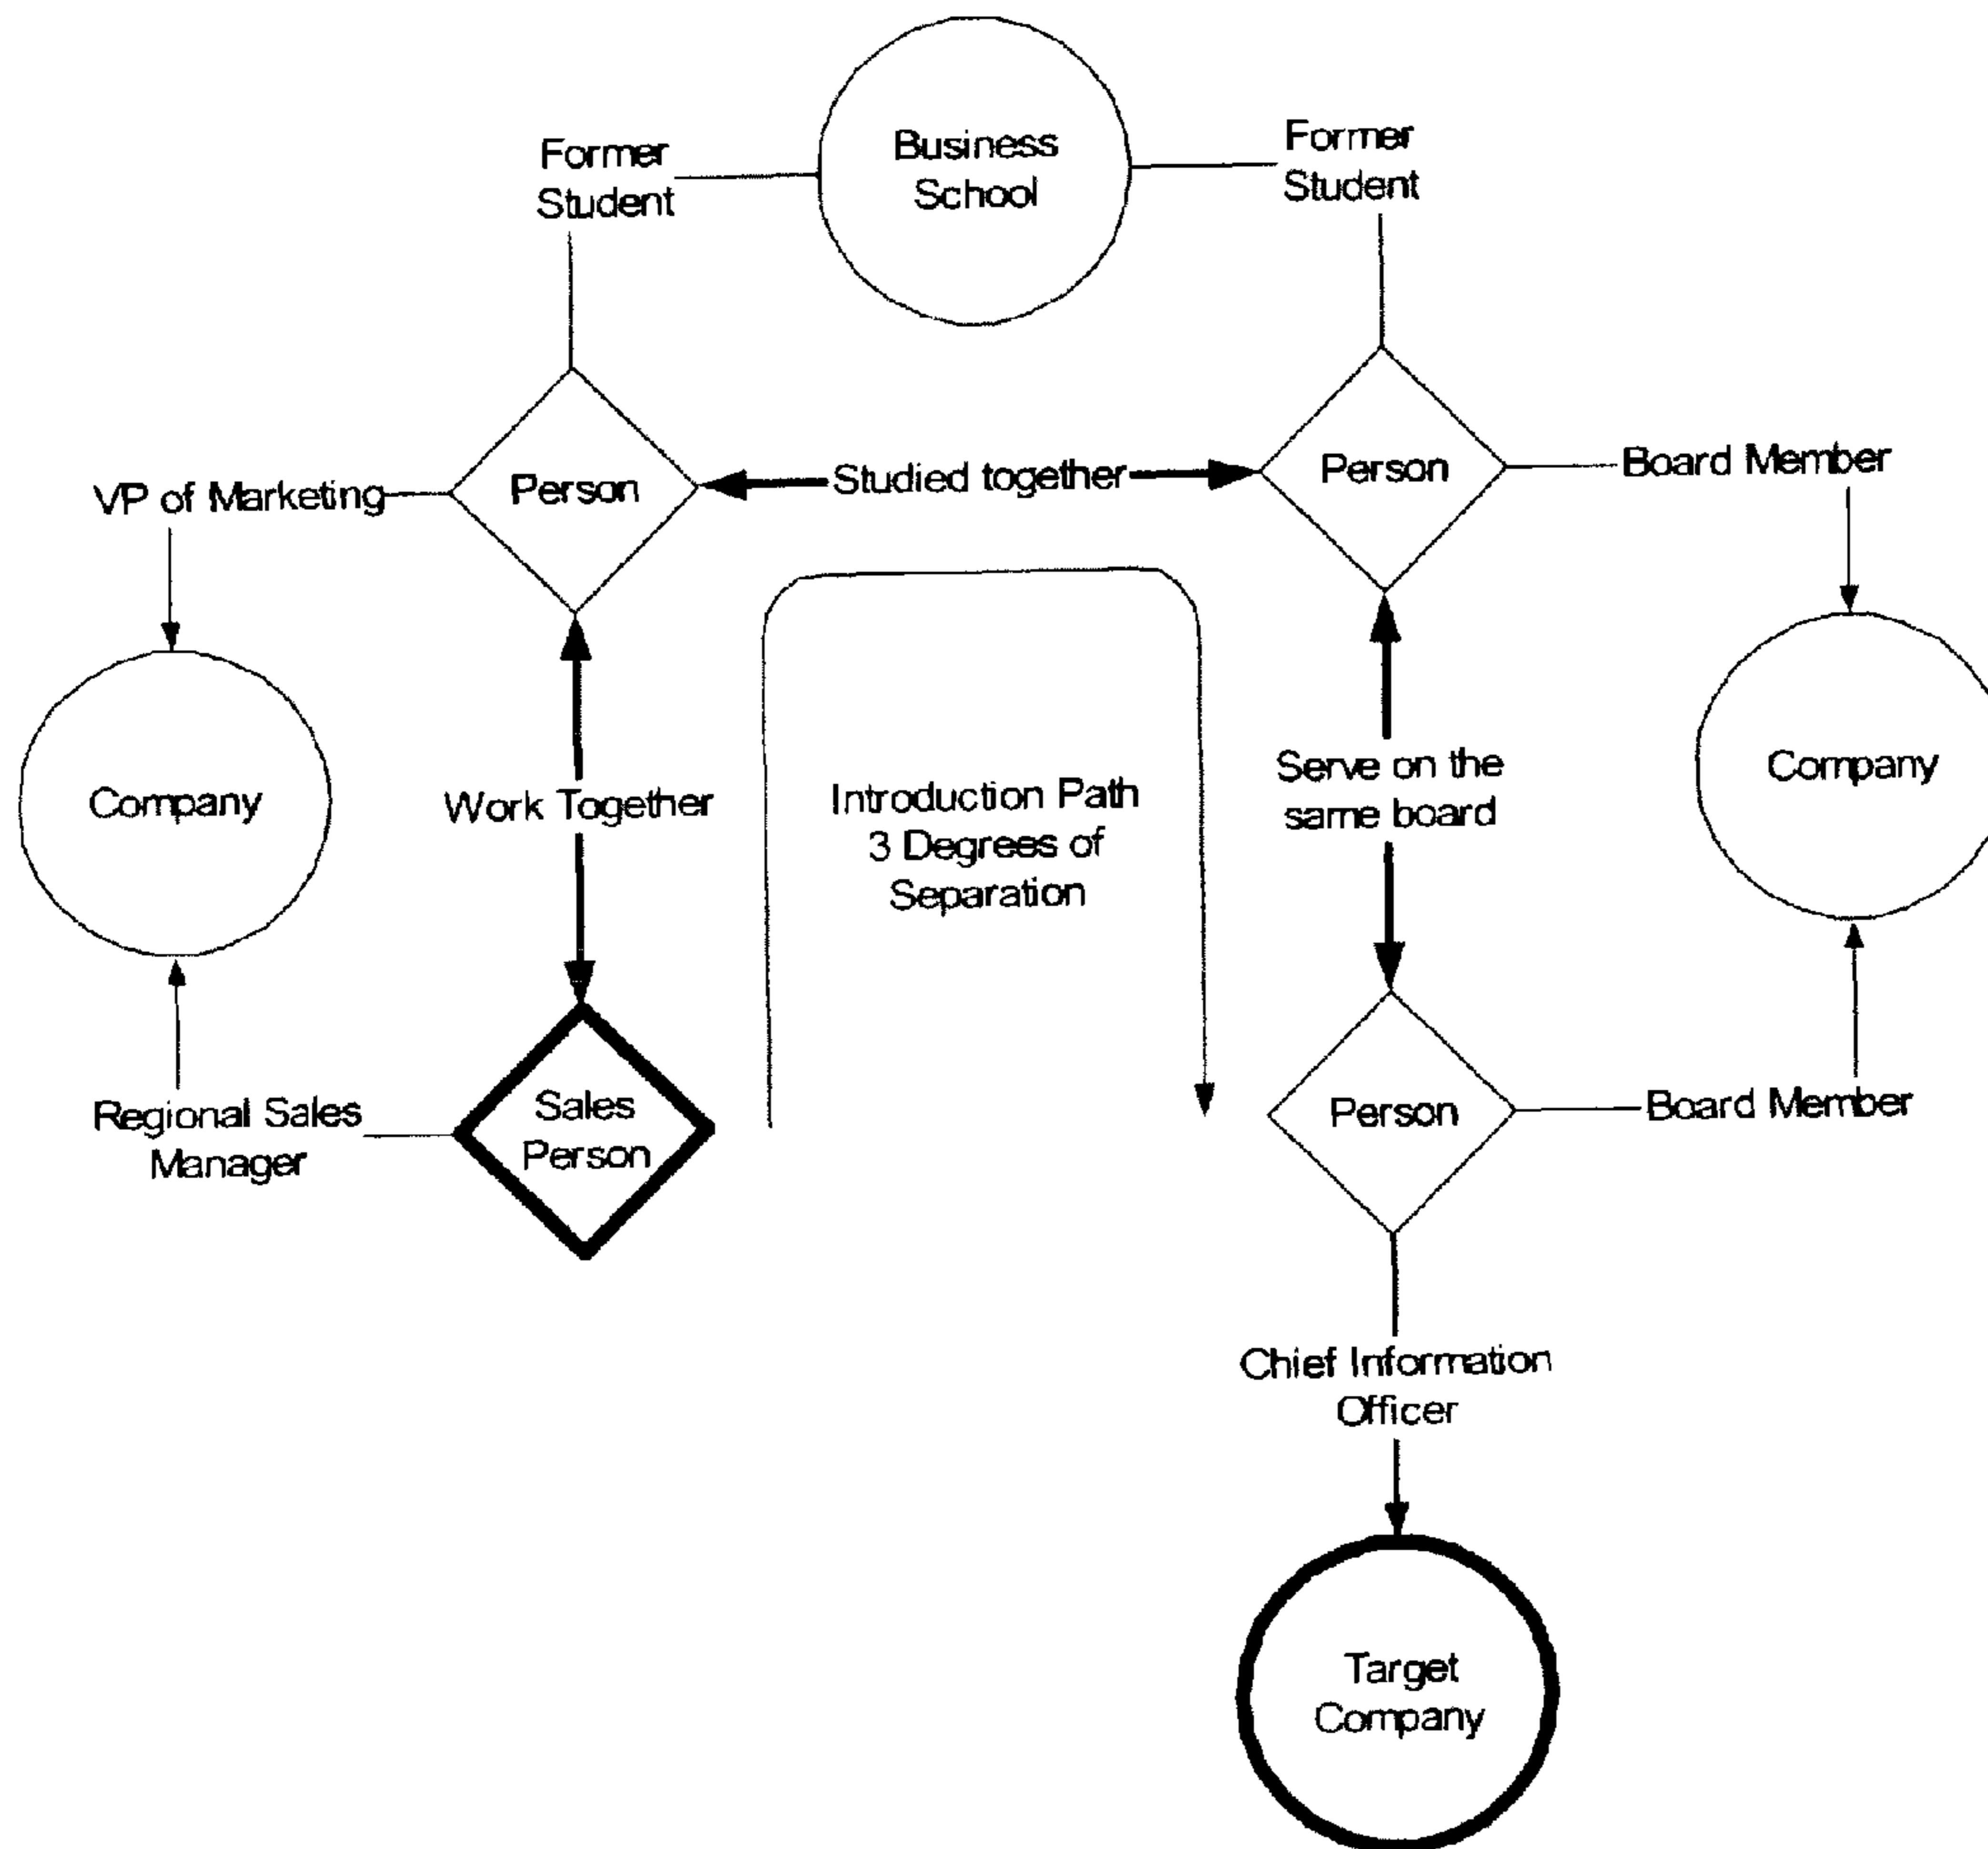 Business
School
Former
Student
Former
Student
VP of Marketing
Person
Studied together
Person
Board Member
Company
Work Together
Introduction Path
3 Degrees of
Separation
Serve on the
same board
Company
Regional Sales
Manager
Sales
Person
Person
Board Member
Chief Information
Officer
Target
Company